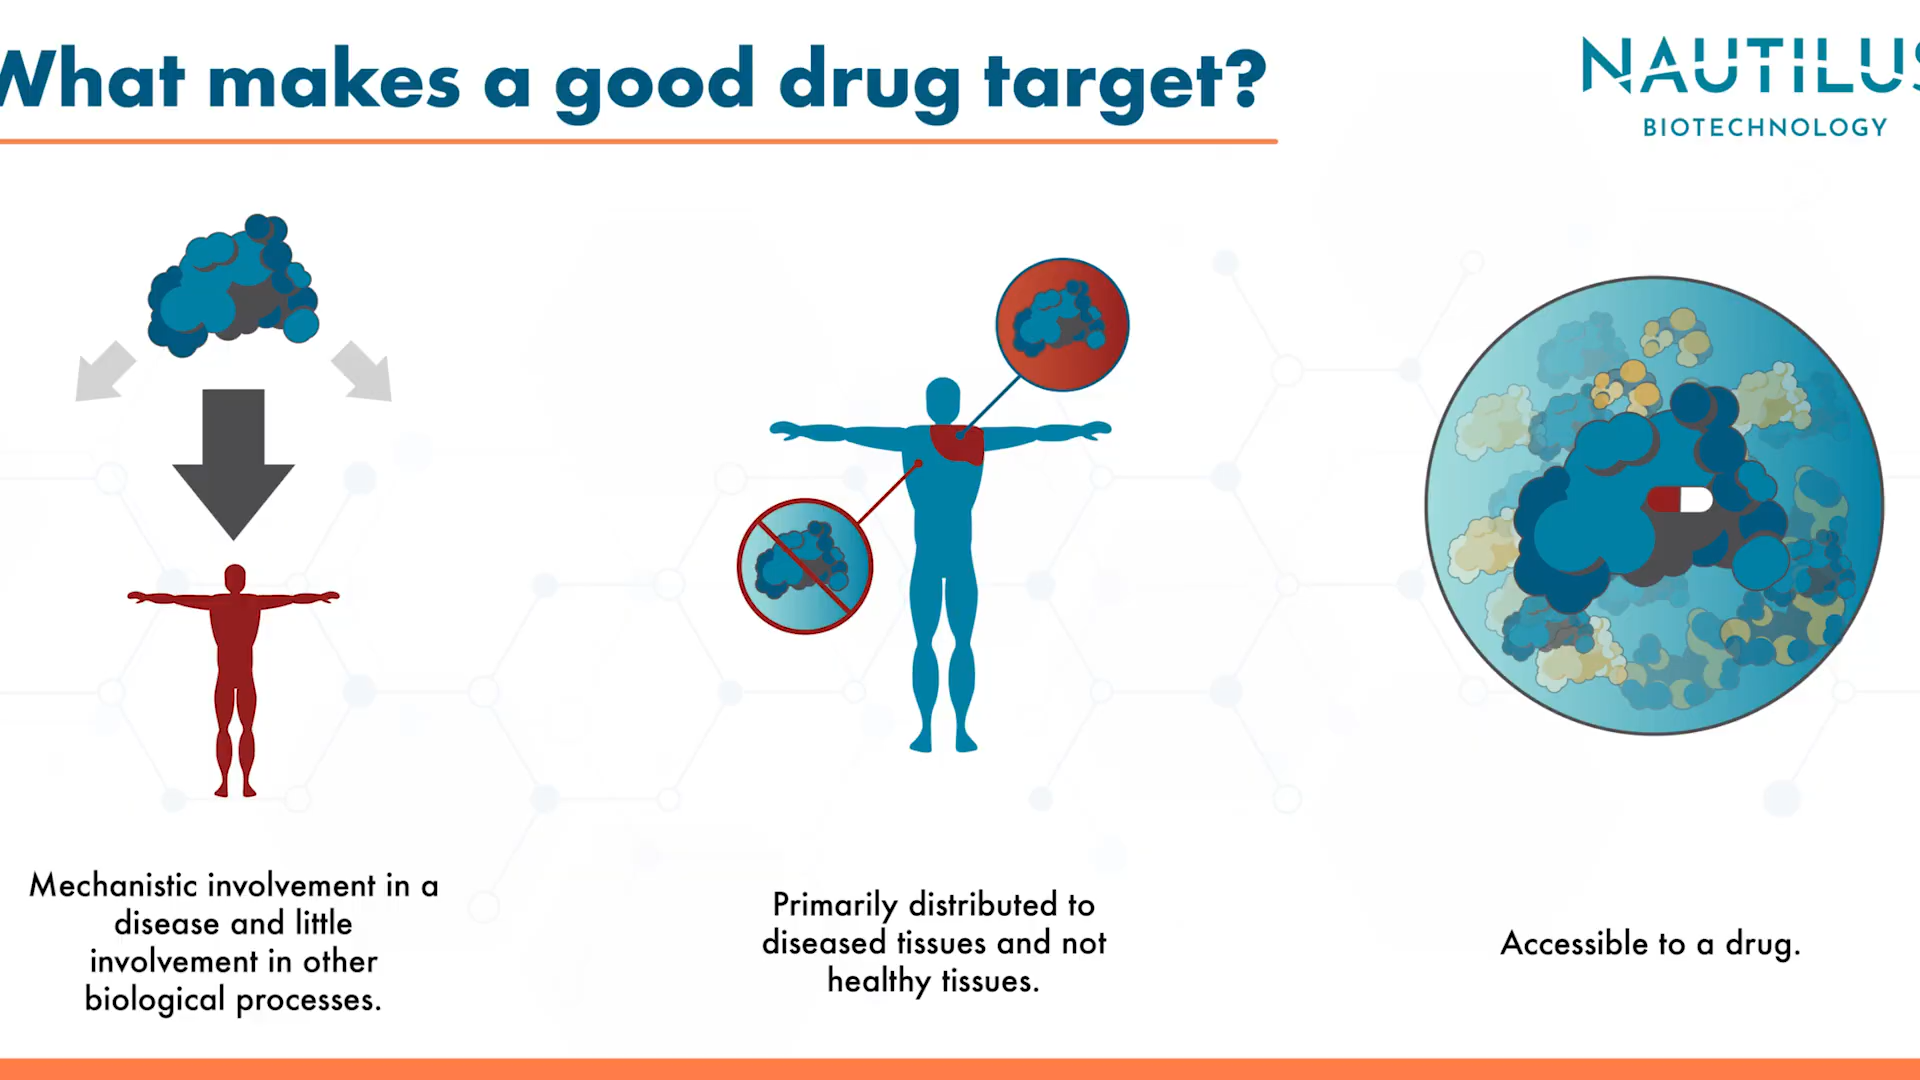 What makes a good drug target?
NAUTILUS
BIOTECHNOLOGY
Mechanistic involvement in a
disease and little
involvement in other
biological processes.
Primarily distributed to
diseased tissues and not
healthy tissues.
Accessible to a drug.